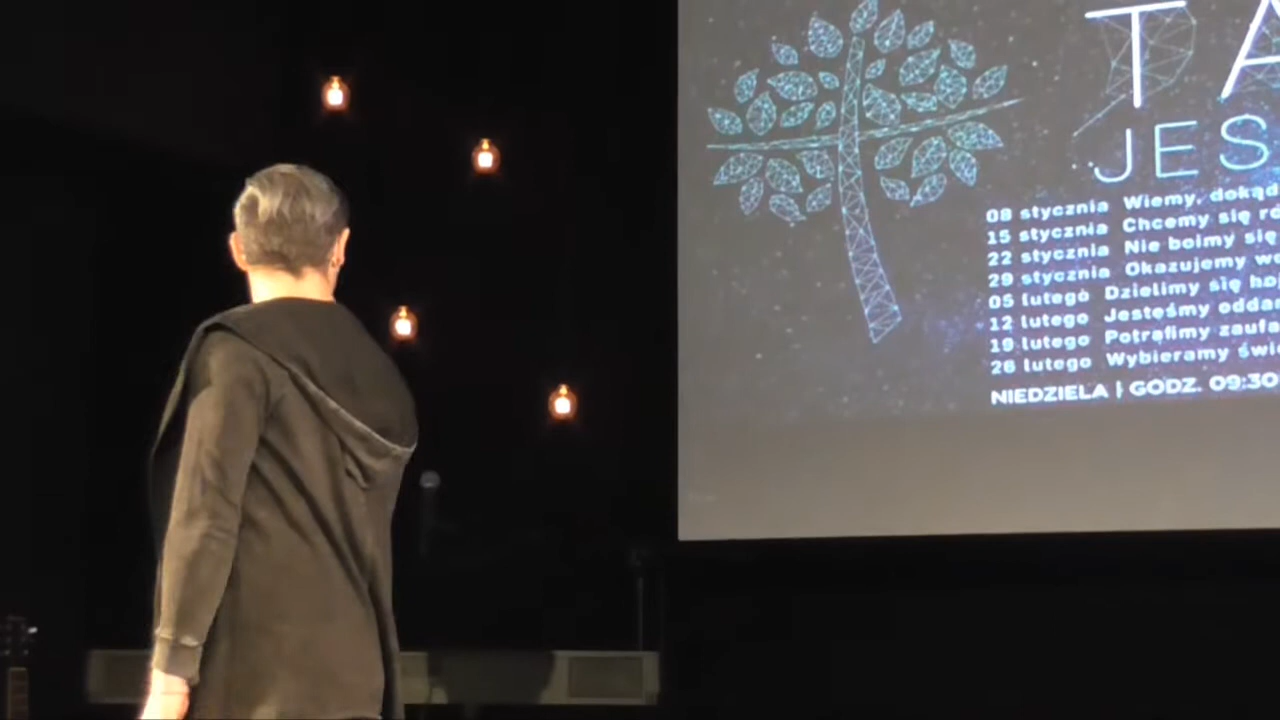 TA
JES
08 stycznia Wiemy, dokąd
15 stycznia Chcemy się
22 stycznia Nie boimy się
29 stycznia Okazujemy
05 lutego Dzielimy się
12 lutego Jesteśmy
19 lutego Potrafimy
26 lutego Wybieramy
NIEDZIELA | GODZ. 09:30